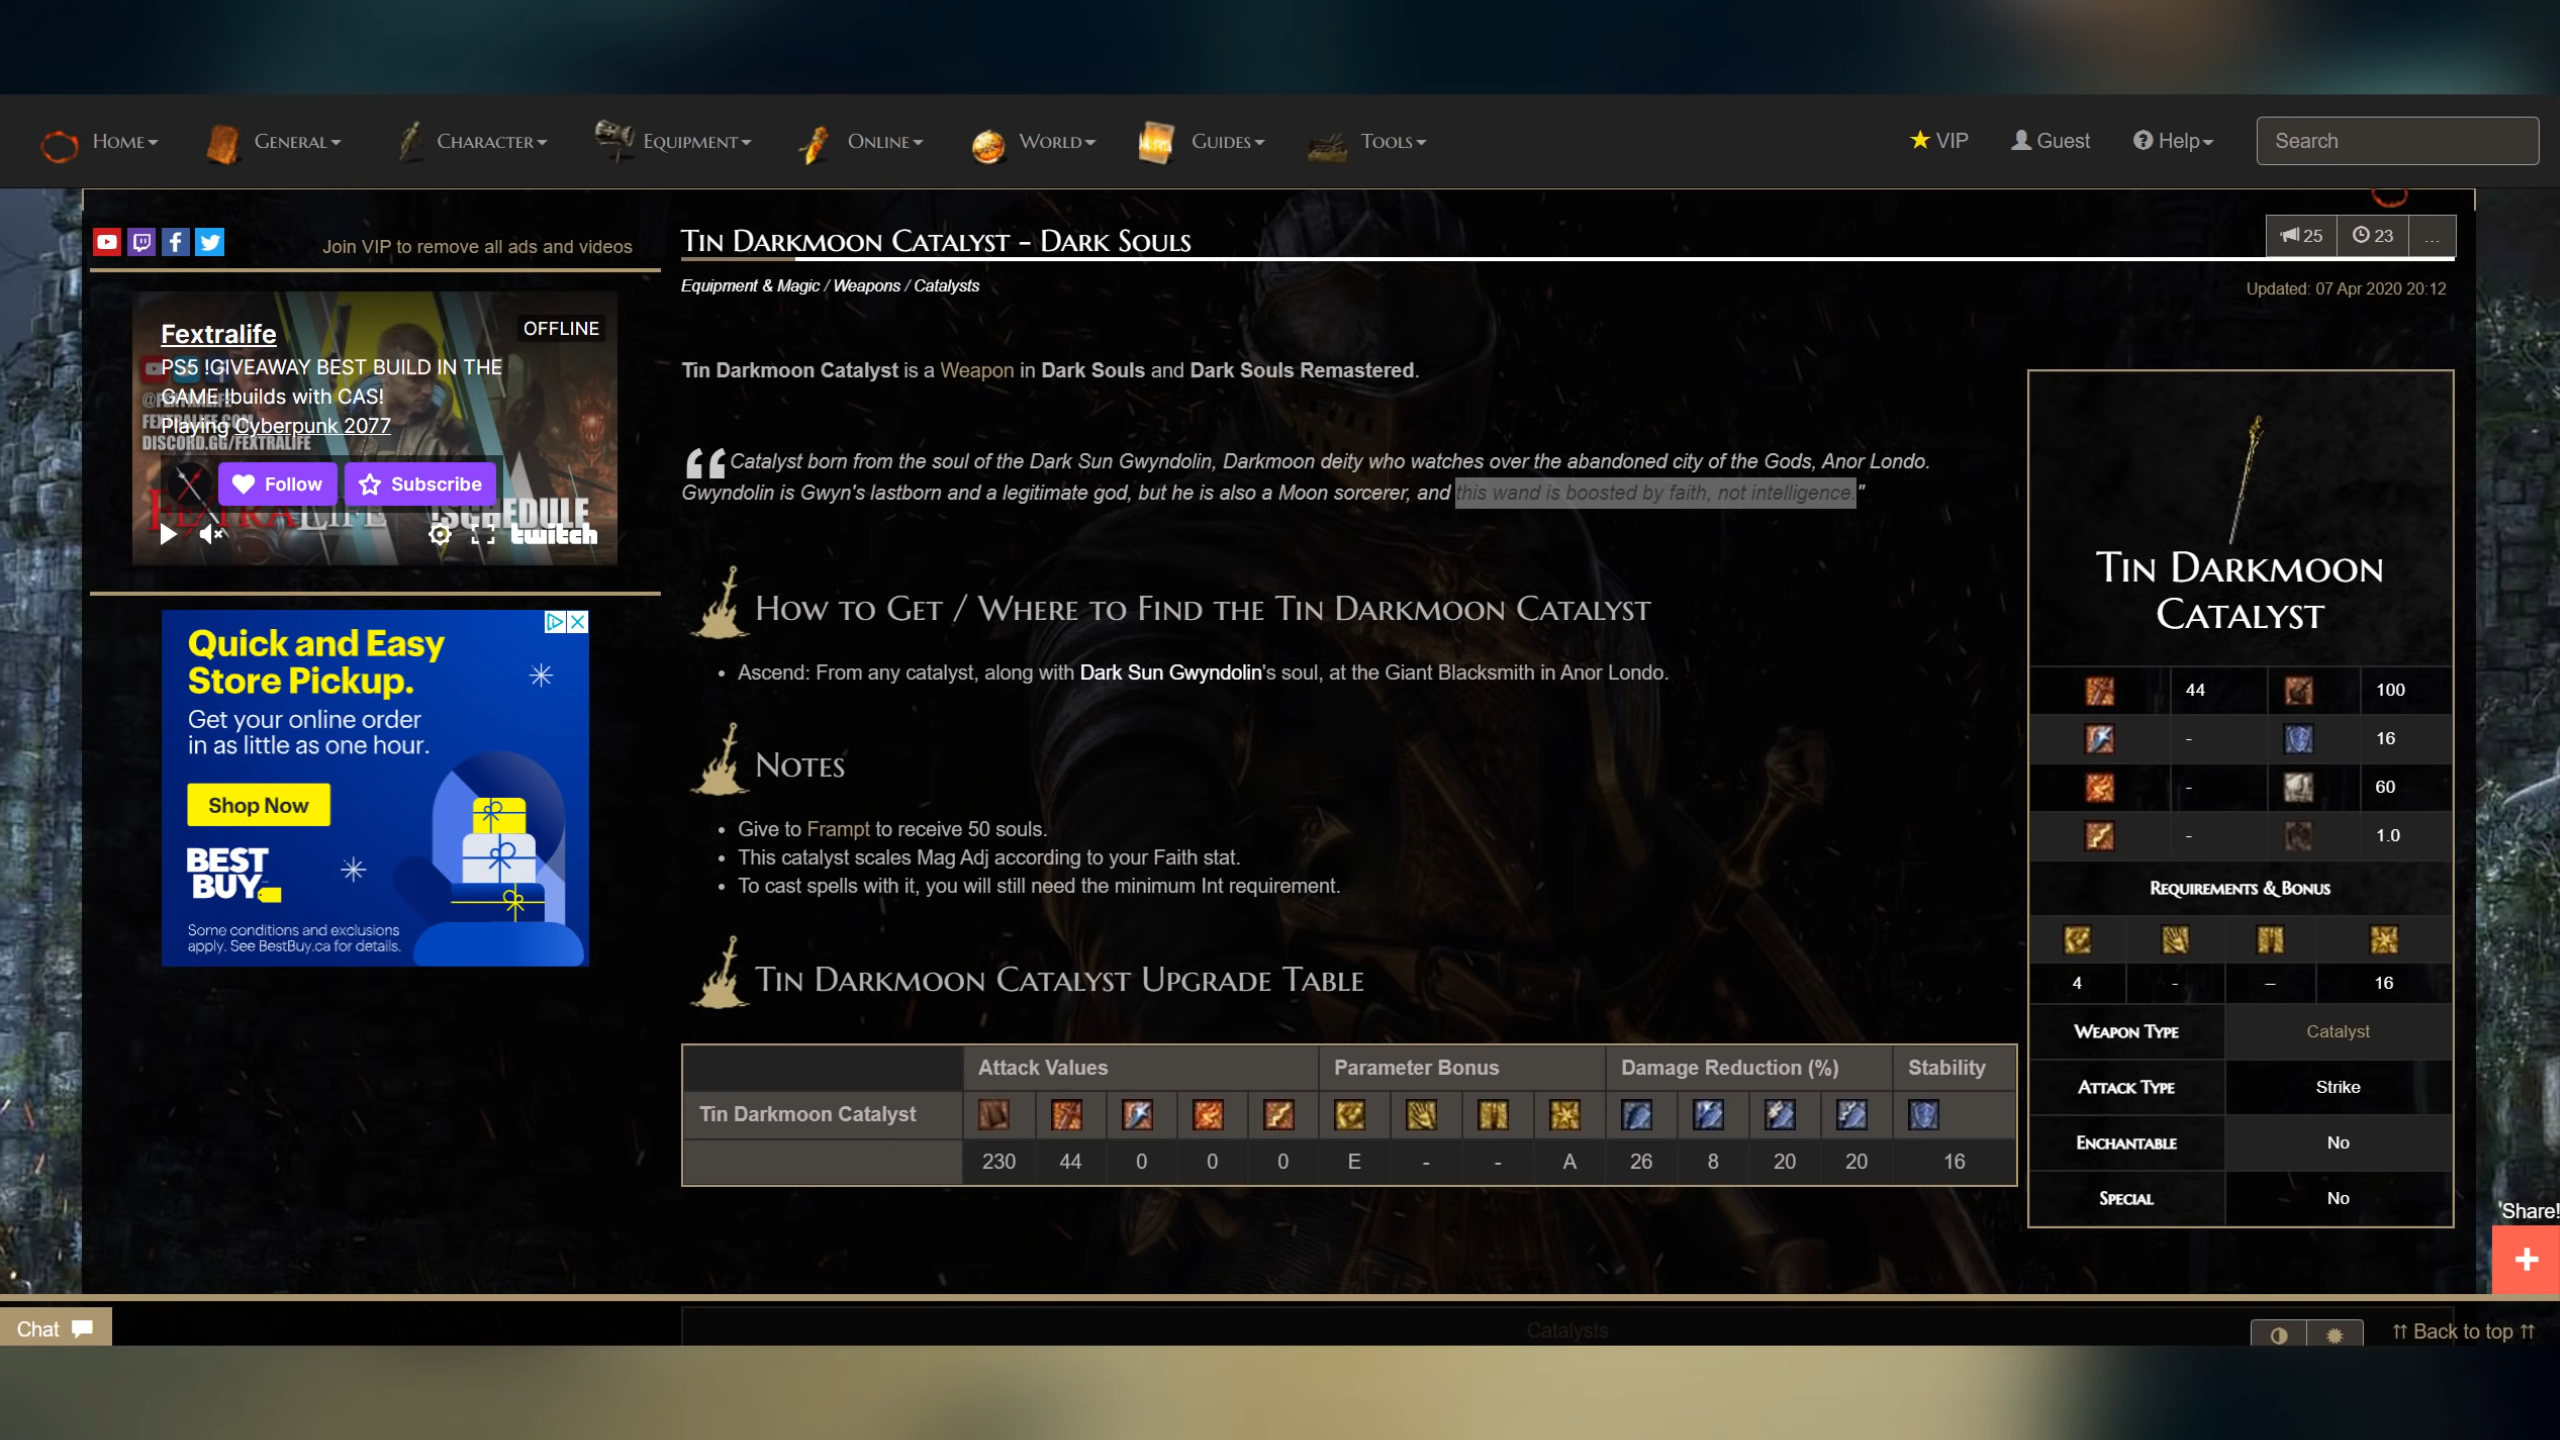 Home
General
Character
Equipment
Online
World
Guides
Tools
VIP
Guest
Help
Search
Join VIP to remove all ads and videos
Tin Darkmoon Catalyst - Dark Souls
25
23
...
Equipment & Magic / Weapons / Catalysts
Updated: 07 Apr 2020 20:12
Fextralife
OFFLINE
PS5 !GIVEAWAY BEST BUILD IN THE
GAME !builds with CAS!
Playing Cyberpunk 2077
@FEXTRALIFE
FEXTRALIFE.COM
DISCORD.GG/FEXTRALIFE
Follow
Subscribe
FEXTRALIFE
!SCHEDULE
twitch
Quick and Easy
Store Pickup.
Get your online order
in as little as one hour.
Shop Now
BEST
BUY
Some conditions and exclusions
apply. See BestBuy.ca for details.
Tin Darkmoon Catalyst is a Weapon in Dark Souls and Dark Souls Remastered.
Catalyst born from the soul of the Dark Sun Gwyndolin, Darkmoon deity who watches over the abandoned city of the Gods, Anor Londo.
Gwyndolin is Gwyn's lastborn and a legitimate god, but he is also a Moon sorcerer, and this wand is boosted by faith, not intelligence."
How to Get / Where to Find the Tin Darkmoon Catalyst
• Ascend: From any catalyst, along with Dark Sun Gwyndolin's soul, at the Giant Blacksmith in Anor Londo.
Notes
• Give to Frampt to receive 50 souls.
• This catalyst scales Mag Adj according to your Faith stat.
• To cast spells with it, you will still need the minimum Int requirement.
Tin Darkmoon Catalyst Upgrade Table
Attack Values Parameter Bonus Damage Reduction (%) Stability
Tin Darkmoon Catalyst
230 44 0 0 0 E - - A 26 8 20 20 16
Tin Darkmoon
Catalyst
44 100
- 16
- 60
- 1.0
Requirements & Bonus
4 - – 16
Weapon Type Catalyst
Attack Type Strike
Enchantable No
Special No
'Share!
Chat
Catalysts
Back to top